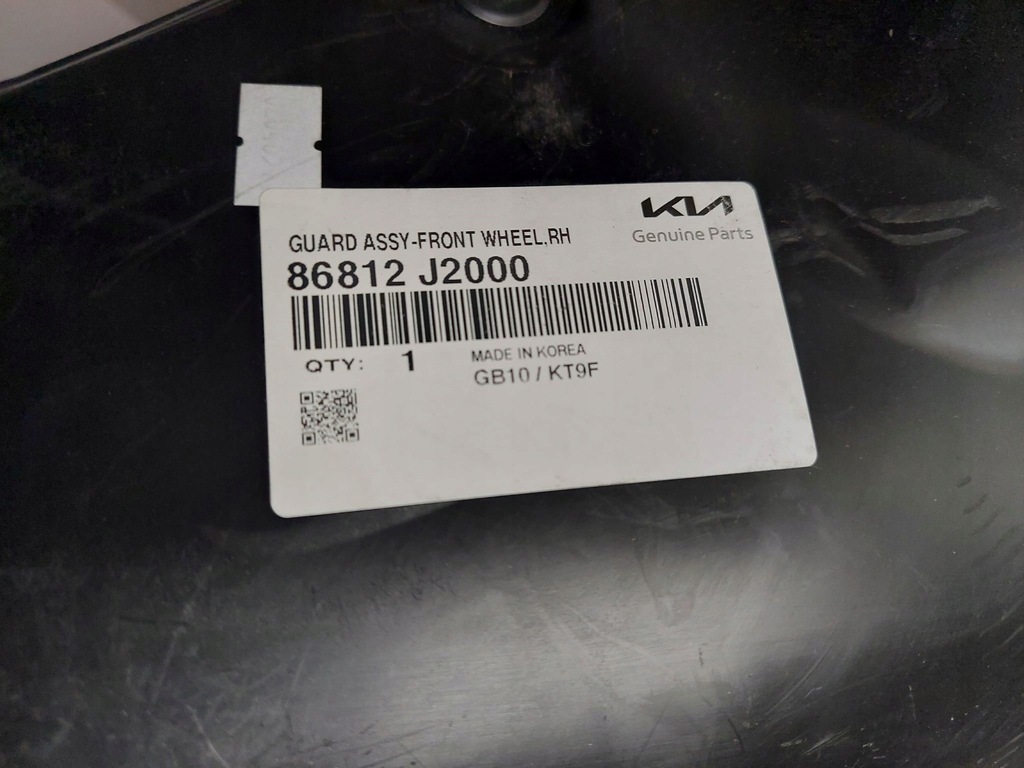 KIA
Genuine Parts
GUARD ASSY-FRONT WHEEL,RH
86812 J2000
QTY: 1
MADE IN KOREA
GB10 / KT9F